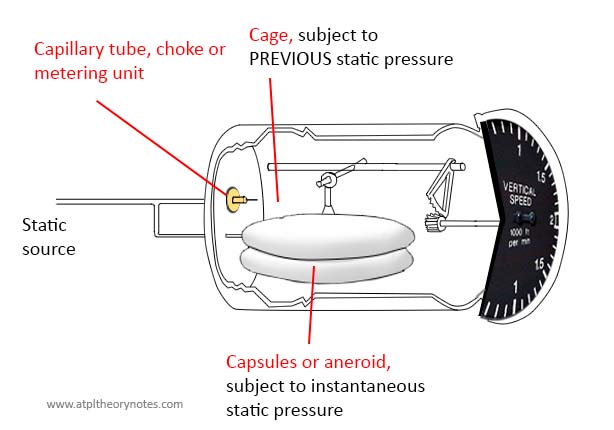 Cage, subject to
PREVIOUS static pressure
Capillary tube, choke or
metering unit
Static
source
1
1.5
VERTICAL
SPEED
2
1000 ft
per min
1.5
1
Capsules or aneroid,
subject to instantaneous
static pressure
www.atpltheorynotes.com